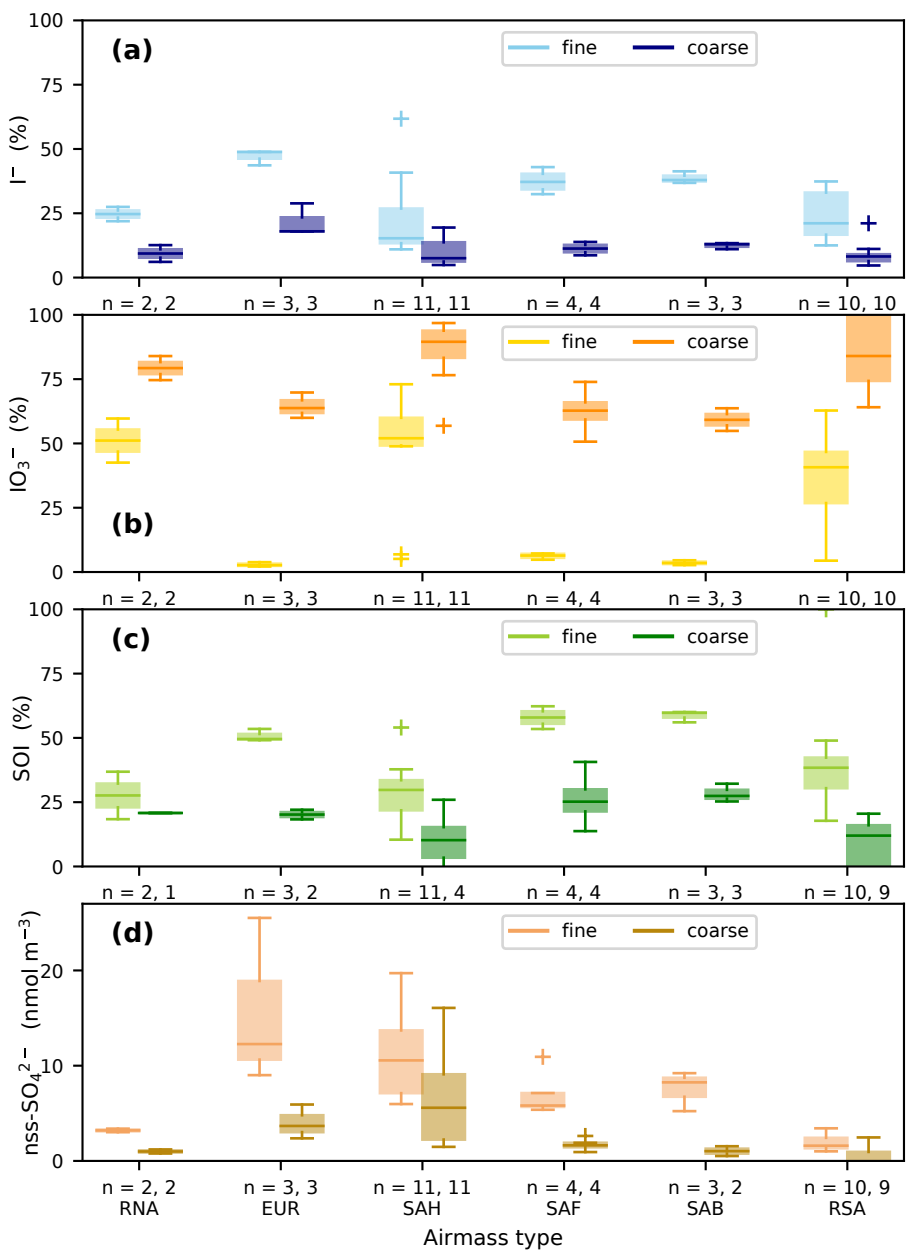 (a)
fine coarse
I⁻ (%)
100
75
50
25
0
n = 2, 2 n = 3, 3 n = 11, 11 n = 4, 4 n = 3, 3 n = 10, 10
(b)
fine coarse
IO₃⁻ (%)
100
75
50
25
0
n = 2, 2 n = 3, 3 n = 11, 11 n = 4, 4 n = 3, 3 n = 10, 10
(c)
fine coarse
SOI (%)
100
75
50
25
0
n = 2, 1 n = 3, 2 n = 11, 4 n = 4, 4 n = 3, 3 n = 10, 9
(d)
fine coarse
nss-SO₄²⁻ (nmol m⁻³)
20
10
0
n = 2, 2 n = 3, 3 n = 11, 11 n = 4, 4 n = 3, 2 n = 10, 9
RNA EUR SAH SAF SAB RSA
Airmass type